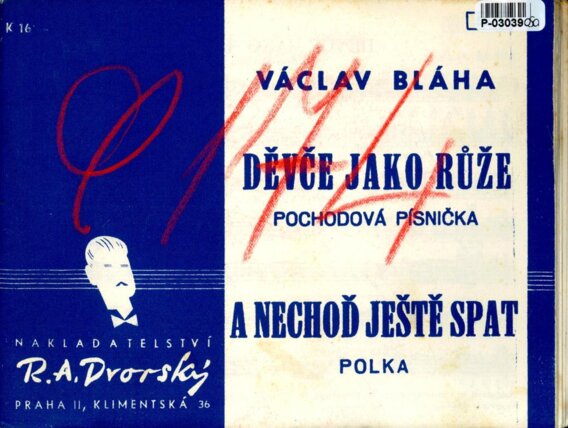 K 16
P-03039
VÁCLAV BLÁHA
DĚVČE JAKO RŮŽE
POCHODOVÁ PÍSNIČKA
A NECHOĎ JEŠTĚ SPAT
POLKA
NAKLADATELSTVÍ
R.A. Dvorský
PRAHA II, KLIMENTSKÁ 36